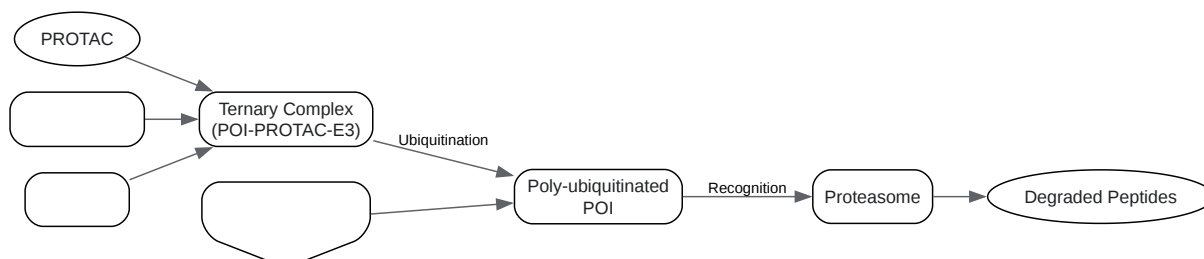 PROTAC
Ternary Complex
(POI-PROTAC-E3)
Ubiquitination
Poly-ubiquitinated
POI
Recognition
Proteasome
Degraded Peptides